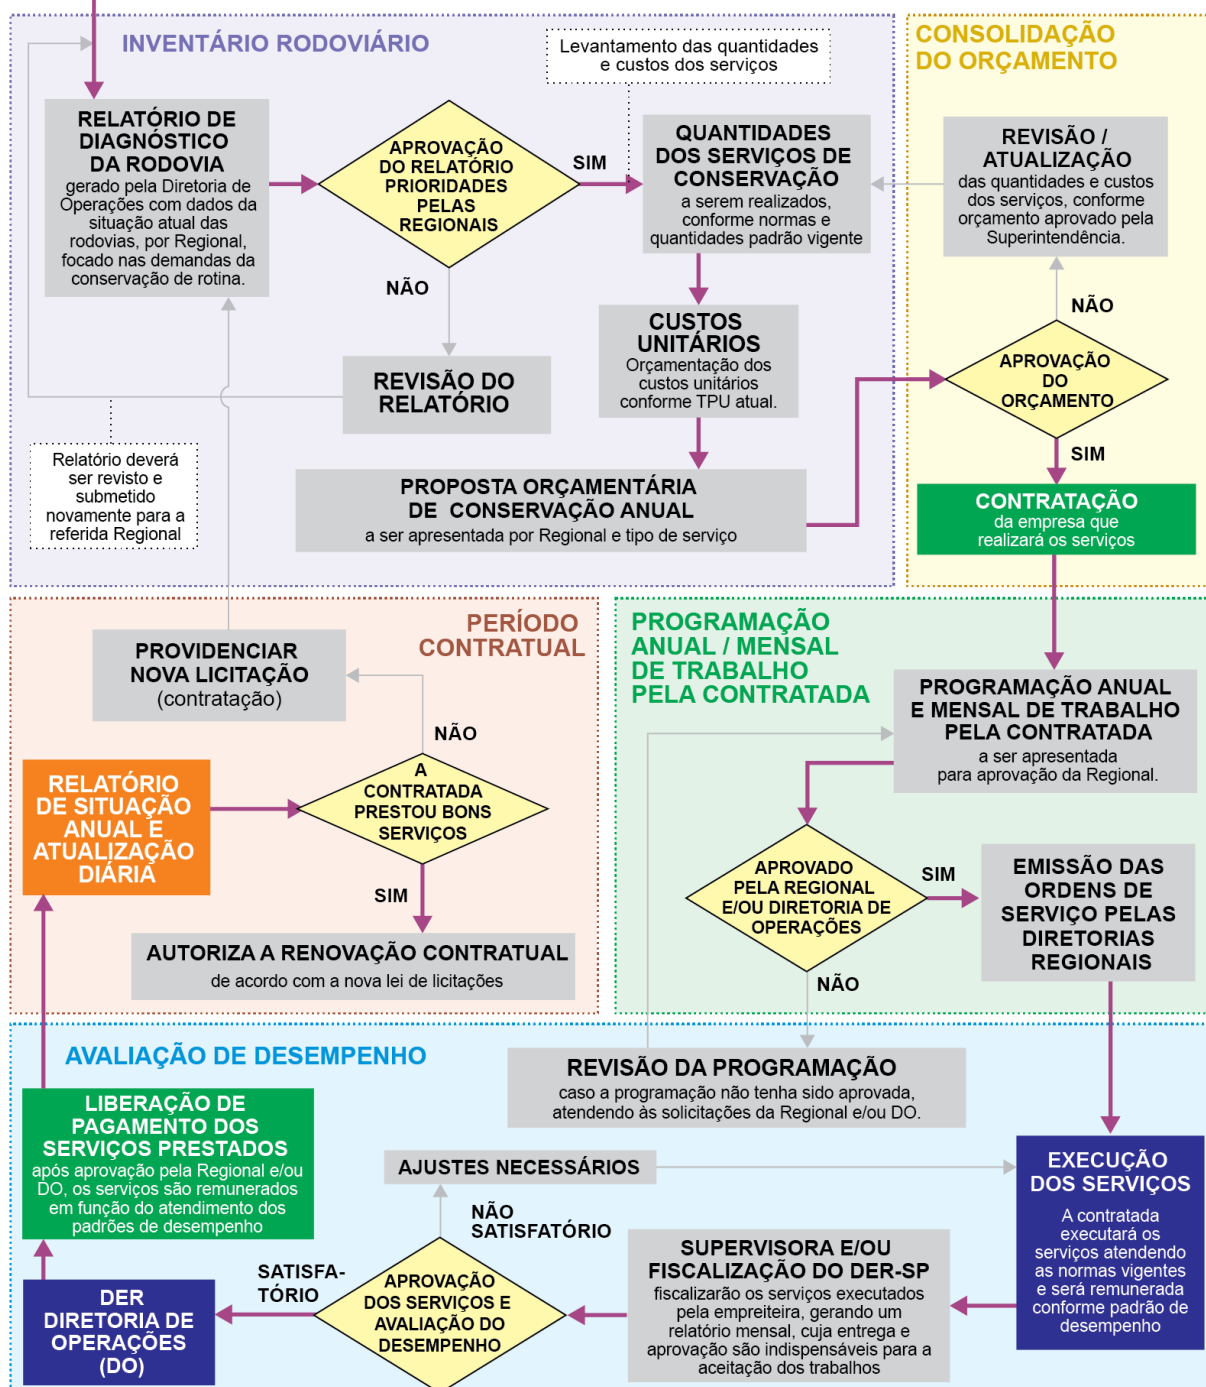 INVENTÁRIO RODOVIÁRIO
Levantamento das quantidades
e custos dos serviços
RELATÓRIO DE
DIAGNÓSTICO
DA RODOVIA
gerado pela Diretoria de
Operações com dados da
situação atual das
rodovias, por Regional,
focado nas demandas da
conservação de rotina.
APROVAÇÃO
DO RELATÓRIO
PRIORIDADES
PELAS
REGIONAIS
SIM
NÃO
QUANTIDADES
DOS SERVIÇOS DE
CONSERVAÇÃO
a serem realizados,
conforme normas e
quantidades padrão vigente
REVISÃO DO
RELATÓRIO
CUSTOS
UNITÁRIOS
Orçamentação dos
custos unitários
conforme TPU atual.
Relatório deverá
ser revisto e
submetido
novamente para a
referida Regional
PROPOSTA ORÇAMENTÁRIA
DE CONSERVAÇÃO ANUAL
a ser apresentada por Regional e tipo de serviço
CONSOLIDAÇÃO
DO ORÇAMENTO
REVISÃO /
ATUALIZAÇÃO
das quantidades e custos
dos serviços, conforme
orçamento aprovado pela
Superintendência.
NÃO
APROVAÇÃO
DO
ORÇAMENTO
SIM
CONTRATAÇÃO
da empresa que
realizará os serviços
PERÍODO
CONTRATUAL
PROVIDENCIAR
NOVA LICITAÇÃO
(contratação)
NÃO
RELATÓRIO
DE SITUAÇÃO
ANUAL E
ATUALIZAÇÃO
DIÁRIA
A
CONTRATADA
PRESTOU BONS
SERVIÇOS
SIM
AUTORIZA A RENOVAÇÃO CONTRATUAL
de acordo com a nova lei de licitações
PROGRAMAÇÃO
ANUAL / MENSAL
DE TRABALHO
PELA CONTRATADA
PROGRAMAÇÃO ANUAL
E MENSAL DE TRABALHO
PELA CONTRATADA
a ser apresentada
para aprovação da Regional.
APROVADO
PELA REGIONAL
E/OU DIRETORIA DE
OPERAÇÕES
SIM
NÃO
EMISSÃO DAS
ORDENS DE
SERVIÇO PELAS
DIRETORIAS
REGIONAIS
AVALIAÇÃO DE DESEMPENHO
REVISÃO DA PROGRAMAÇÃO
caso a programação não tenha sido aprovada,
atendendo às solicitações da Regional e/ou DO.
LIBERAÇÃO DE
PAGAMENTO DOS
SERVIÇOS PRESTADOS
após aprovação pela Regional e/ou
DO, os serviços são remunerados
em função do atendimento dos
padrões de desempenho
AJUSTES NECESSÁRIOS
NÃO
SATISFATÓRIO
EXECUÇÃO
DOS SERVIÇOS
A contratada
executará os
serviços atendendo
as normas vigentes
e será remunerada
conforme padrão de
desempenho
SUPERVISORA E/OU
FISCALIZAÇÃO DO DER-SP
fiscalizarão os serviços executados
pela empreiteira, gerando um
relatório mensal, cuja entrega e
aprovação são indispensáveis para a
aceitação dos trabalhos
APROVAÇÃO
DOS SERVIÇOS E
AVALIAÇÃO DO
DESEMPENHO
SATISFA-
TÓRIO
DER
DIRETORIA DE
OPERAÇÕES
(DO)